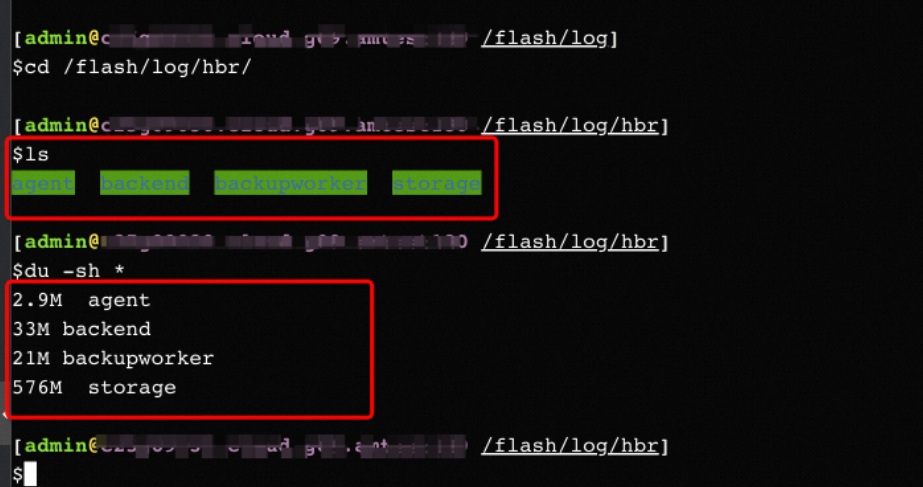 [admin@ /flash/log]
$cd /flash/log/hbr/
[admin@ /flash/log/hbr]
$ls
agent backend backupworker storage
[admin@ /flash/log/hbr]
$du -sh *
2.9M agent
33M backend
21M backupworker
576M storage
[admin@ /flash/log/hbr]
$